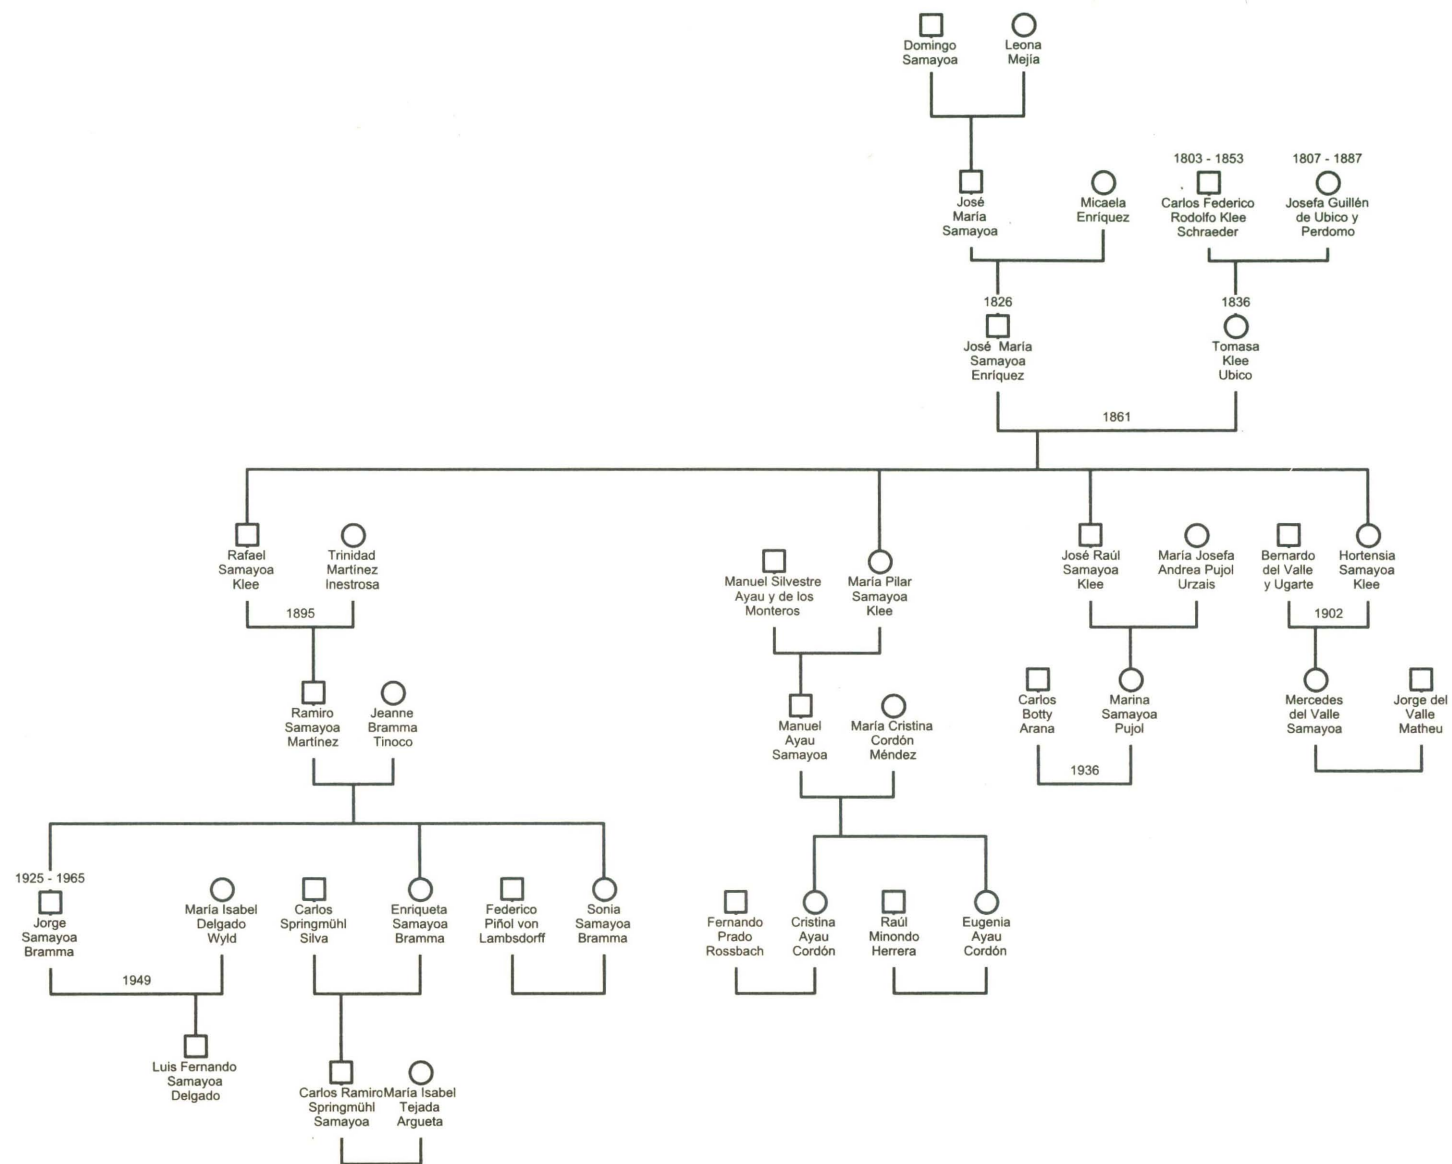 Domingo
Samayoa
Leona
Mejía
1803 - 1853
1807 - 1887
José
María
Samayoa
Micaela
Enríquez
Carlos Federico
Rodolfo Klee
Schraeder
Josefa Guillén
de Ubico y
Perdomo
1826
1836
José María
Samayoa
Enríquez
Tomasa
Klee
Ubico
1861
Rafael
Samayoa
Klee
Trinidad
Martínez
Inestrosa
Manuel Silvestre
Ayau y de los
Monteros
María Pilar
Samayoa
Klee
José Raúl
Samayoa
Klee
María Josefa
Andrea Pujol
Urzais
Bernardo
del Valle
y Ugarte
Hortensia
Samayoa
Klee
1895
1902
Ramiro
Samayoa
Martínez
Jeanne
Bramma
Tinoco
Manuel
Ayau
Samayoa
María Cristina
Cordón
Méndez
Carlos
Botty
Arana
Marina
Samayoa
Pujol
Mercedes
del Valle
Samayoa
Jorge del
Valle
Matheu
1936
1925 - 1965
Jorge
Samayoa
Bramma
María Isabel
Delgado
Wyld
Carlos
Springmühl
Silva
Enriqueta
Samayoa
Bramma
Federico
Piñol von
Lambsdorff
Sonia
Samayoa
Bramma
Fernando
Prado
Rossbach
Cristina
Ayau
Cordón
Raúl
Minondo
Herrera
Eugenia
Ayau
Cordón
1949
Luis Fernando
Samayoa
Delgado
Carlos Ramiro
Springmühl
Samayoa
María Isabel
Tejada
Argueta